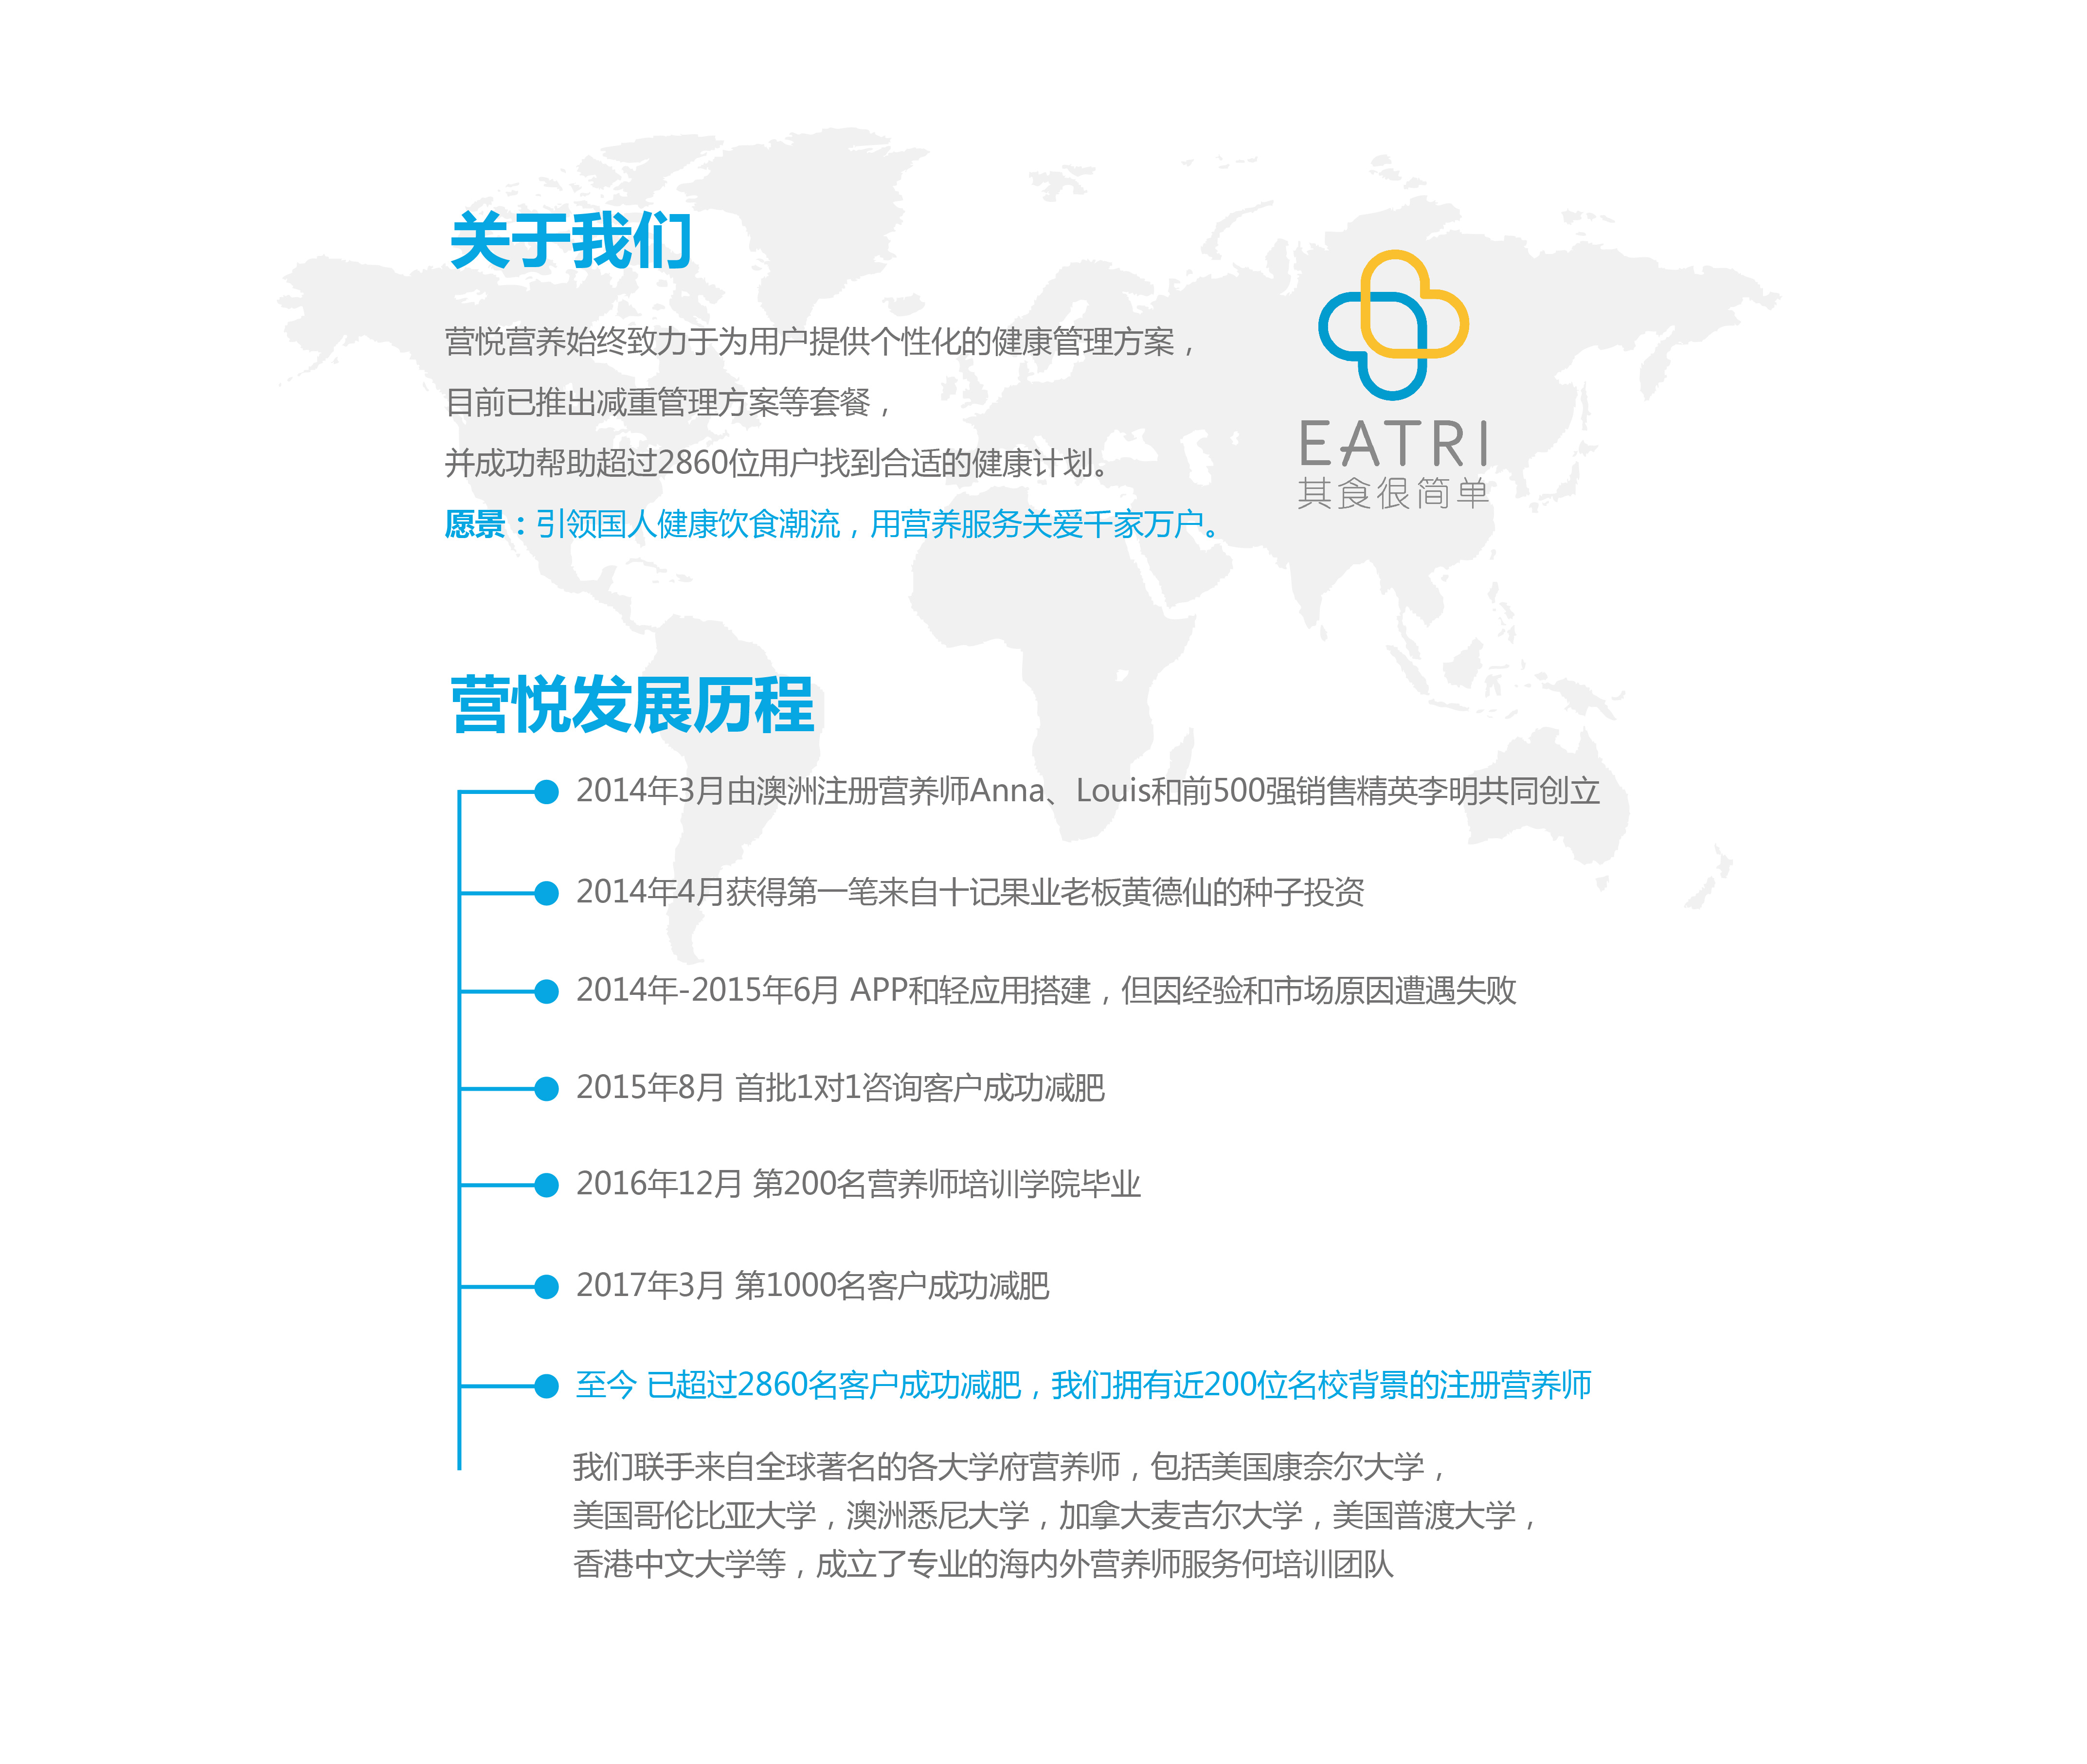 关于我们
营悦营养始终致力于为用户提供个性化的健康管理方案，
目前已推出减重管理方案等套餐，
并成功帮助超过2860位用户找到合适的健康计划。
愿景：引领国人健康饮食潮流，用营养服务关爱千家万户。
EATRI
其食很简单
营悦发展历程
2014年3月由澳洲注册营养师Anna、Louis和前500强销售精英李明共同创立
2014年4月获得第一笔来自十记果业老板黄德仙的种子投资
2014年-2015年6月 APP和轻应用搭建，但因经验和市场原因遭遇失败
2015年8月 首批1对1咨询客户成功减肥
2016年12月 第200名营养师培训学院毕业
2017年3月 第1000名客户成功减肥
至今 已超过2860名客户成功减肥，我们拥有近200位名校背景的注册营养师
我们联手来自全球著名的各大学府营养师，包括美国康奈尔大学，
美国哥伦比亚大学，澳洲悉尼大学，加拿大麦吉尔大学，美国普渡大学，
香港中文大学等，成立了专业的海内外营养师服务何培训团队